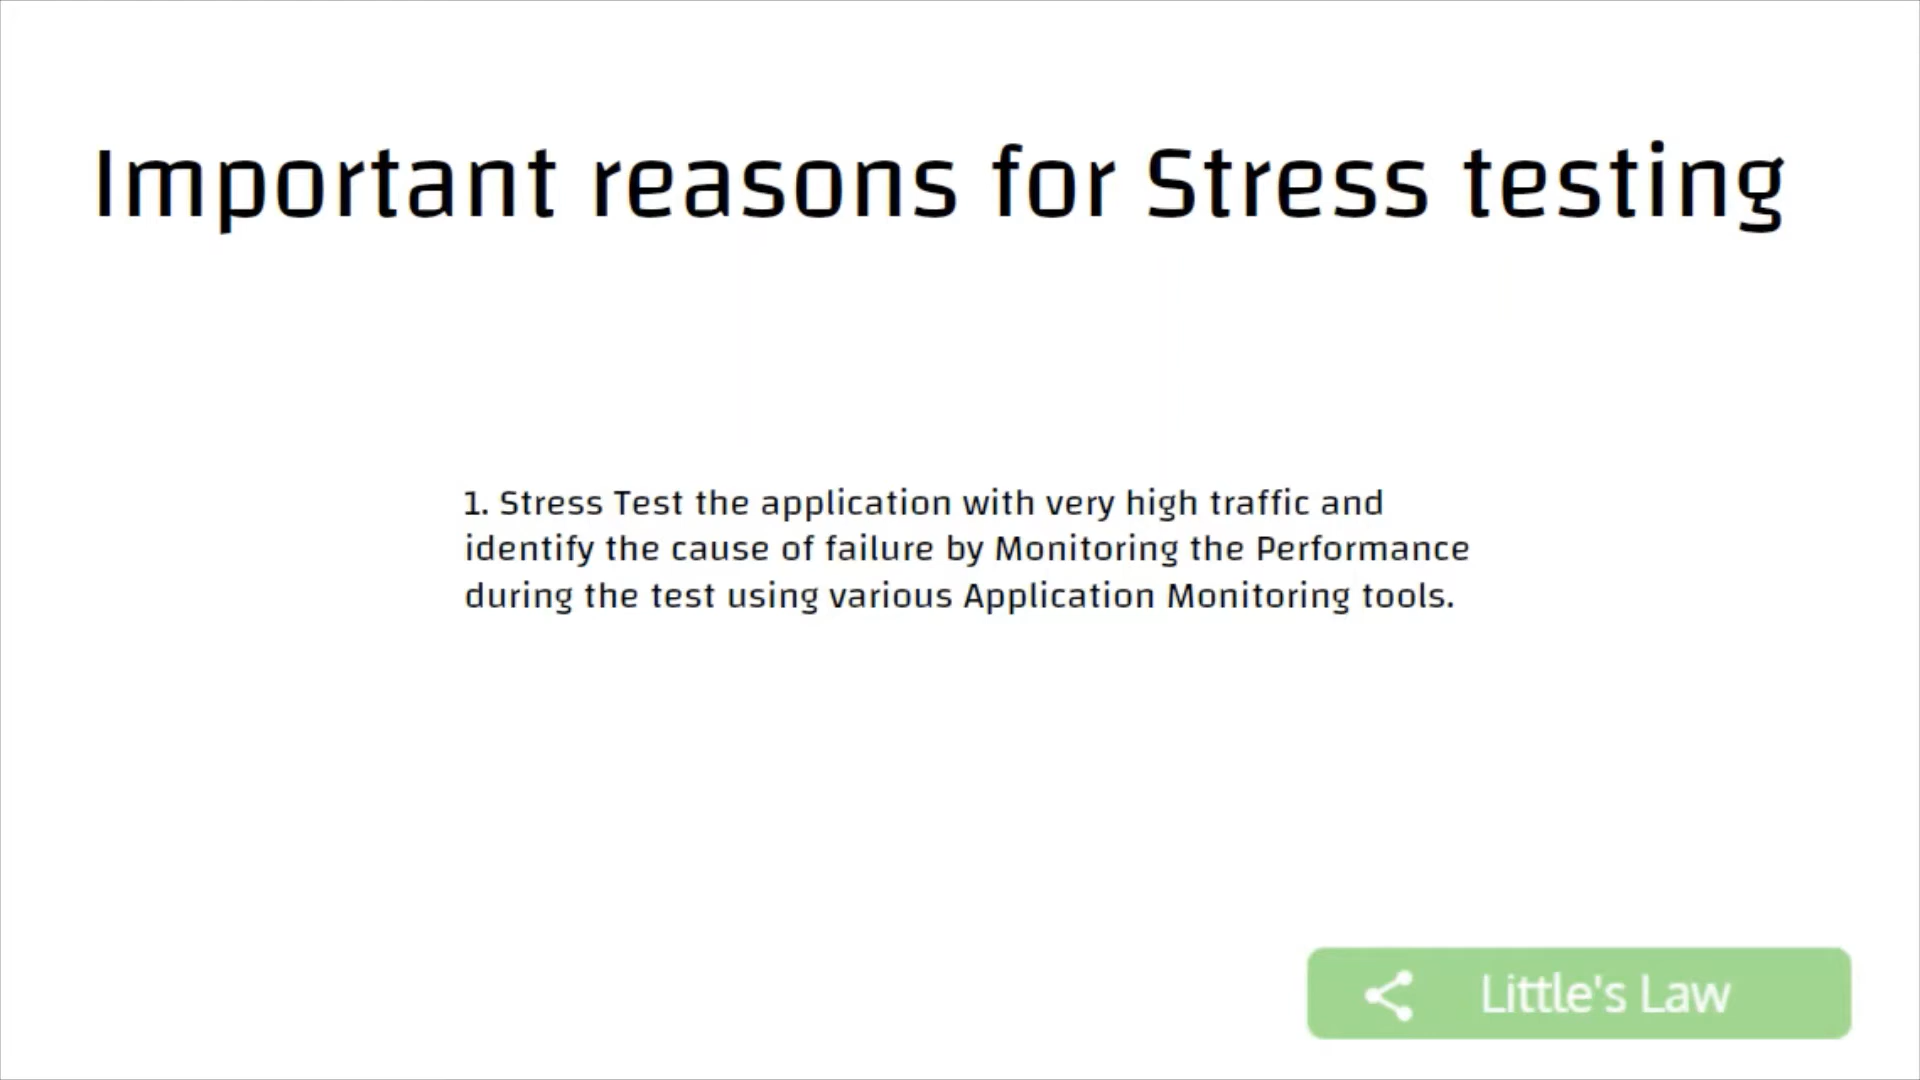 Important reasons for Stress testing
1. Stress Test the application with very high traffic and
identify the cause of failure by Monitoring the Performance
during the test using various Application Monitoring tools.
Little's Law